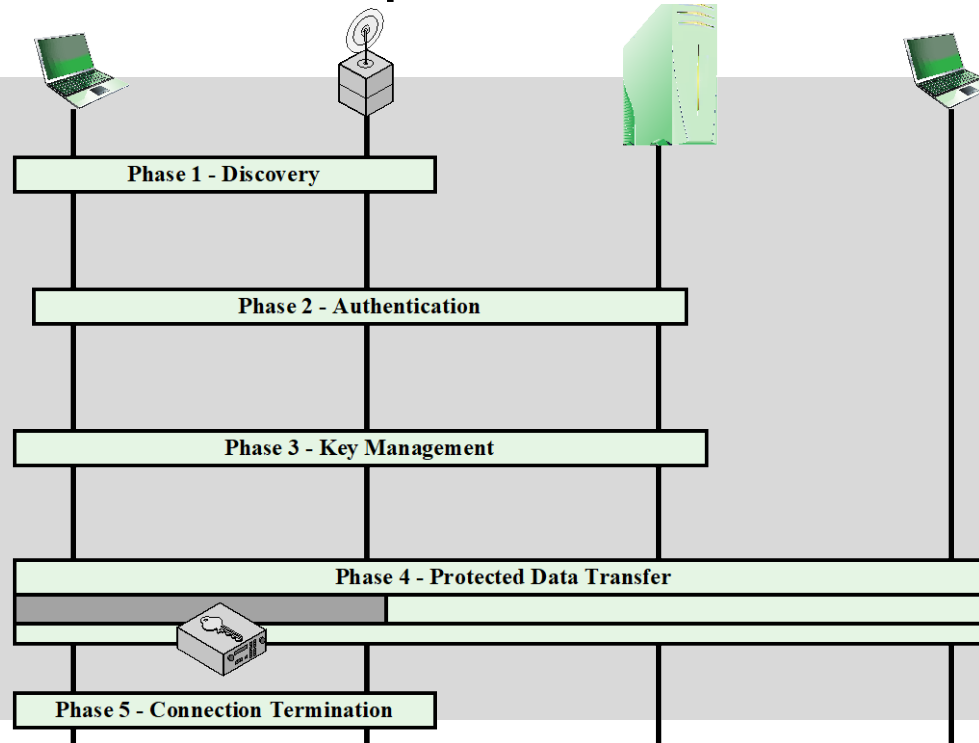 Phase 1 - Discovery
Phase 2 - Authentication
Phase 3 - Key Management
Phase 4 - Protected Data Transfer
Phase 5 - Connection Termination